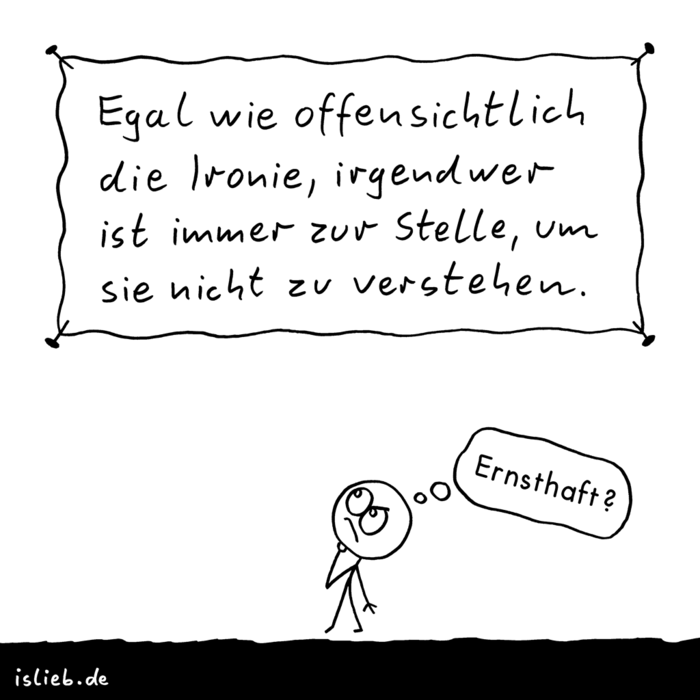 Egal wie offensichtlich
die Ironie, irgendwer
ist immer zur Stelle, um
sie nicht zu verstehen.
Ernsthaft?
islieb.de